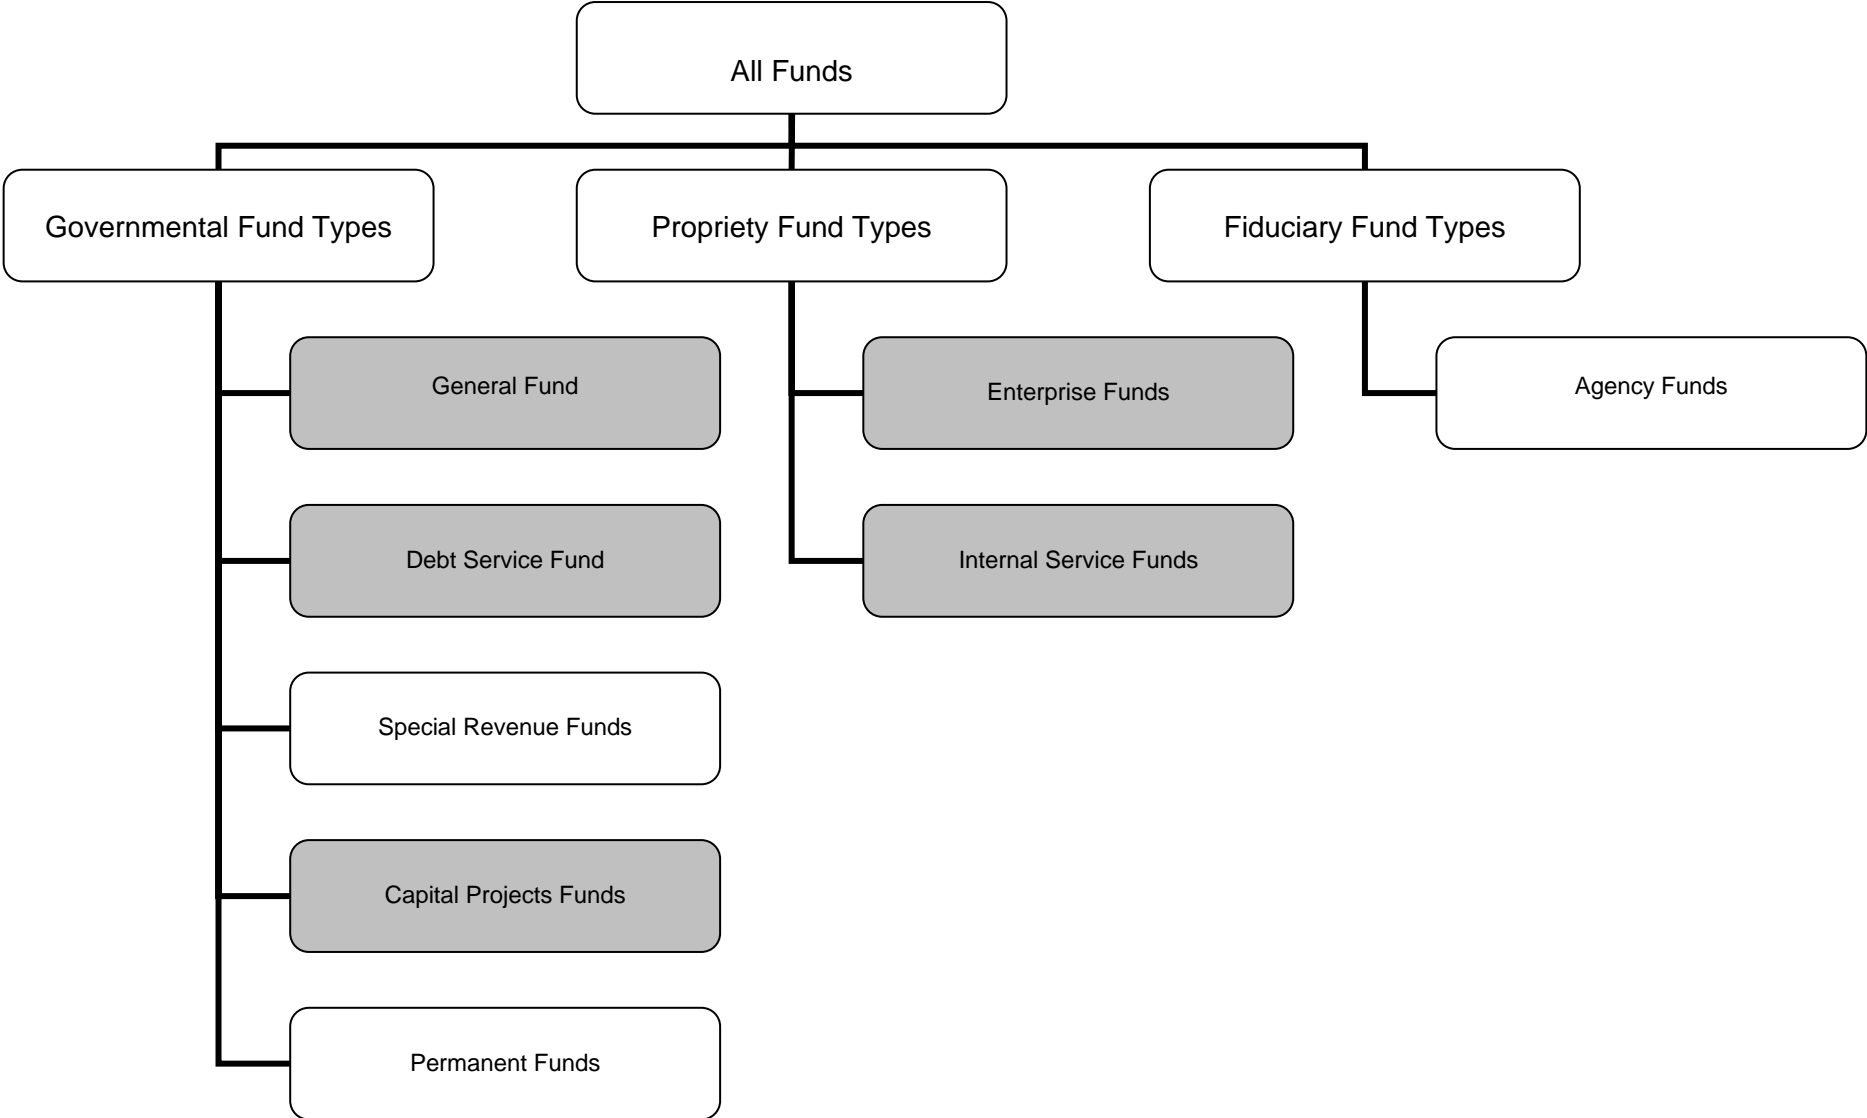 All Funds
Governmental Fund Types
Propriety Fund Types
Fiduciary Fund Types
General Fund
Enterprise Funds
Agency Funds
Debt Service Fund
Internal Service Funds
Special Revenue Funds
Capital Projects Funds
Permanent Funds